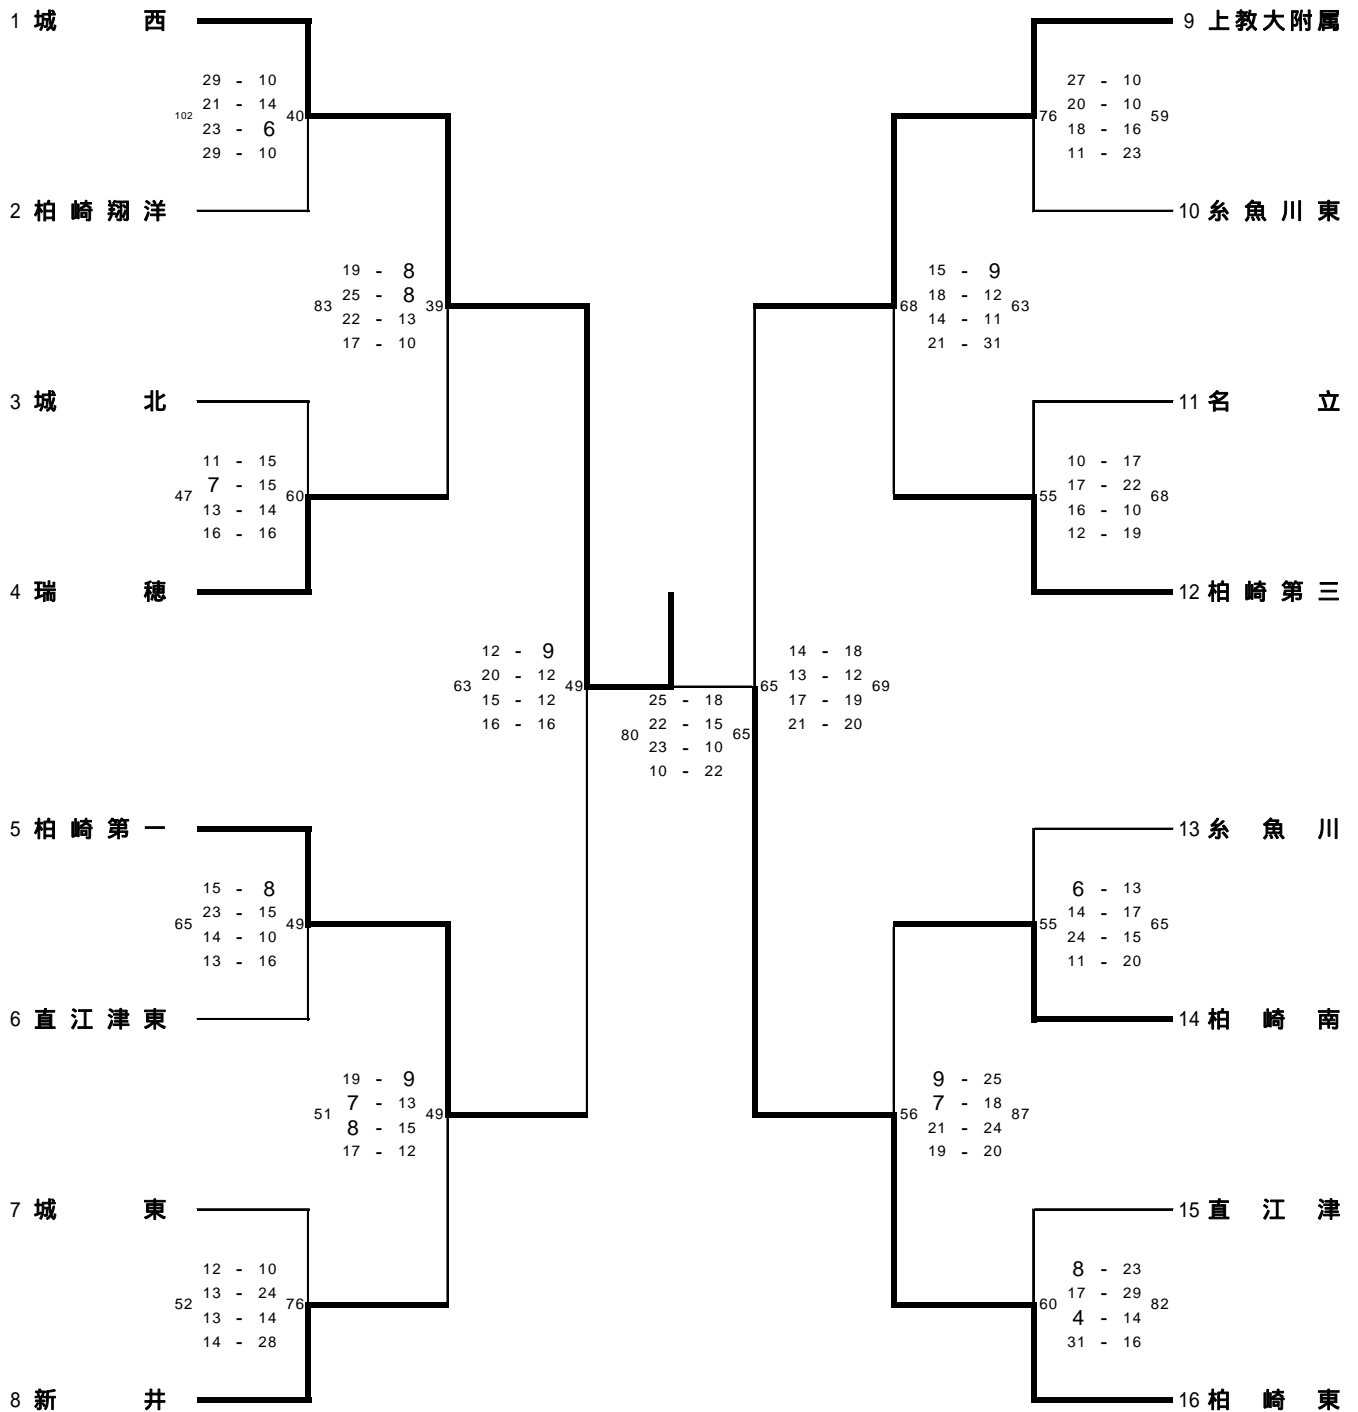 1 城西
9 上教大附属
29 - 10
21 - 14
102 40
23 - 6
29 - 10
27 - 10
20 - 10
76 59
18 - 16
11 - 23
2 柏崎翔洋
10 糸魚川東
19 - 8
25 - 8
83 39
22 - 13
17 - 10
15 - 9
18 - 12
68 63
14 - 11
21 - 31
3 城北
11 名立
11 - 15
7 - 15
47 60
13 - 14
16 - 16
10 - 17
17 - 22
55 68
16 - 10
12 - 19
4 瑞穂
12 柏崎第三
12 - 9
20 - 12
63 49
15 - 12
16 - 16
14 - 18
13 - 12
65 69
17 - 19
21 - 20
25 - 18
22 - 15
80 65
23 - 10
10 - 22
5 柏崎第一
13 糸魚川
15 - 8
23 - 15
65 49
14 - 10
13 - 16
6 - 13
14 - 17
55 65
24 - 15
11 - 20
6 直江津東
14 柏崎南
19 - 9
7 - 13
51 49
8 - 15
17 - 12
9 - 25
7 - 18
56 87
21 - 24
19 - 20
7 城東
15 直江津
12 - 10
13 - 24
52 76
13 - 14
14 - 28
8 - 23
17 - 29
60 82
4 - 14
31 - 16
8 新井
16 柏崎東